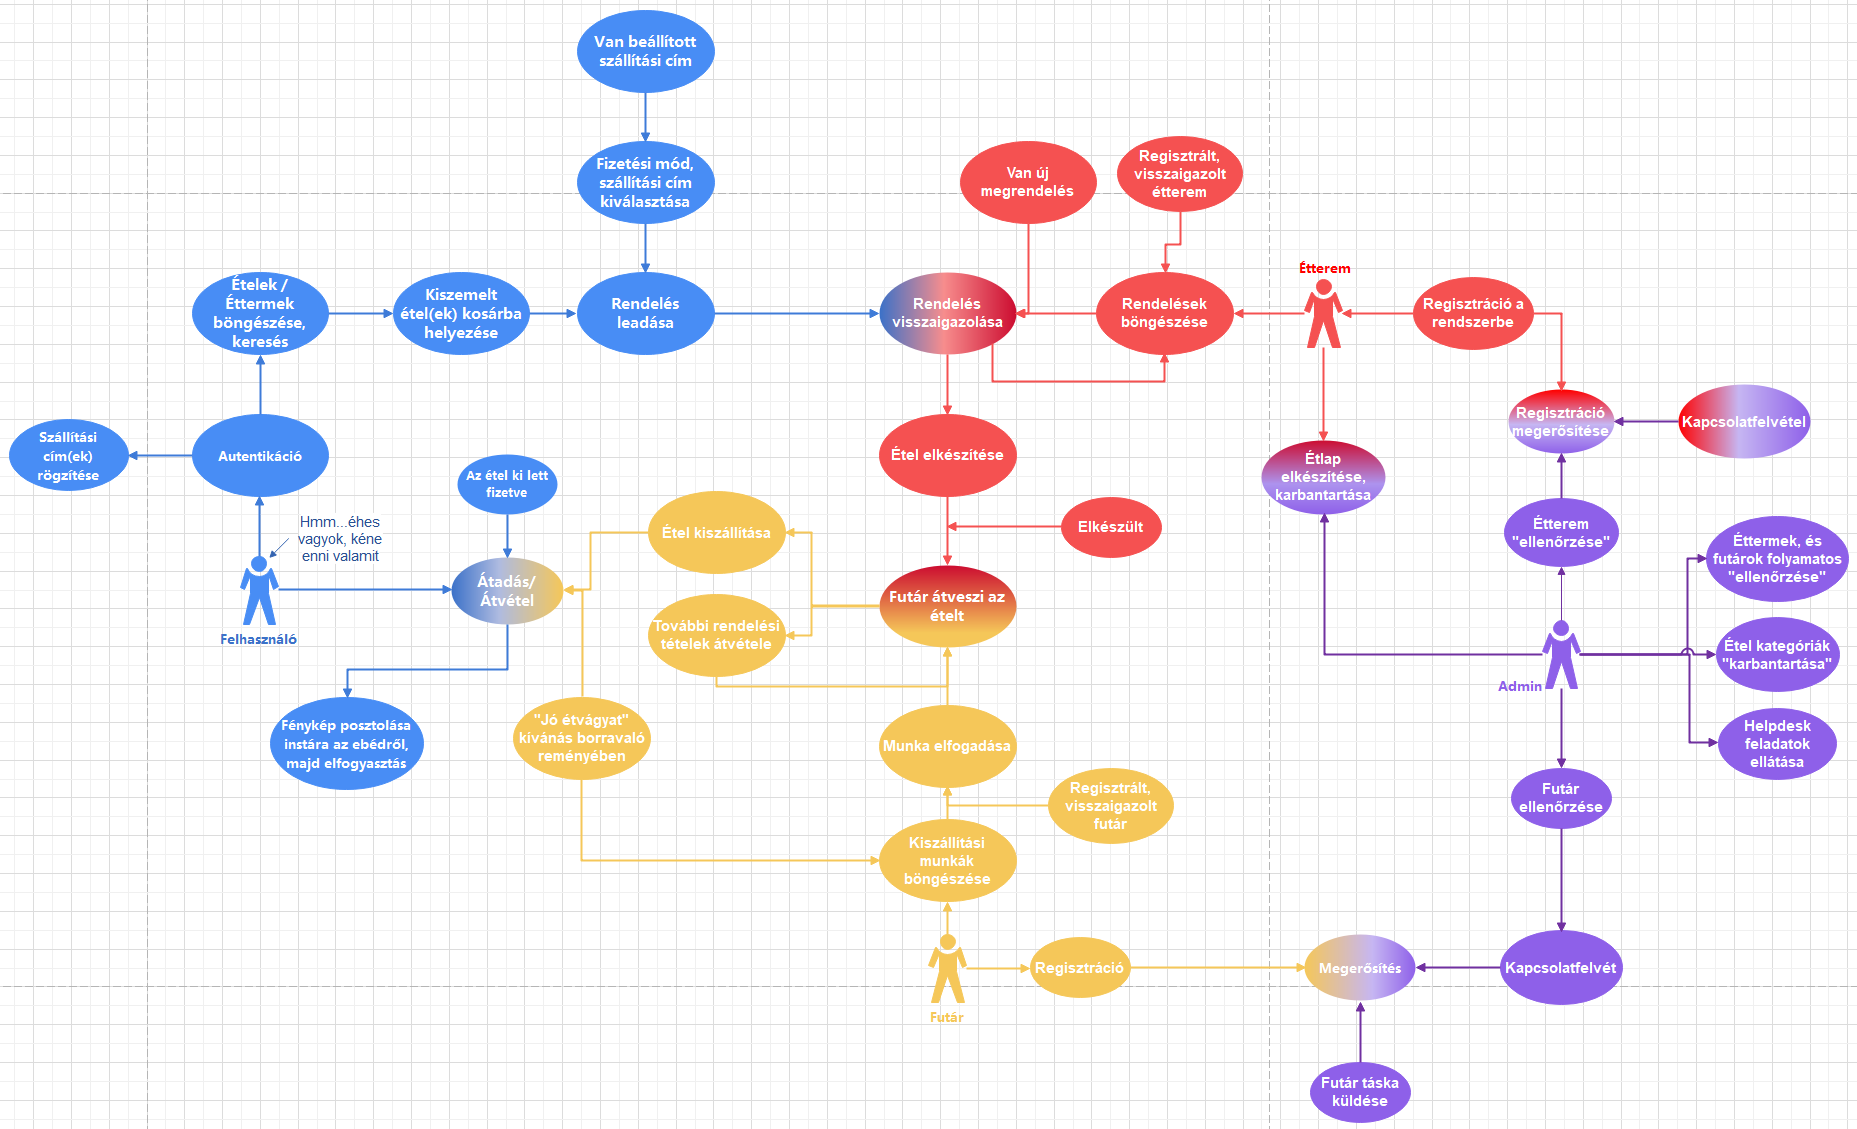 Van beállított
szállítási cím
Fizetési mód,
szállítási cím
kiválasztása
Van új
megrendelés
Regisztrált,
visszaigazolt
étterem
Ételek /
Éttermek
böngészése,
keresés
Kiszemelt
étel(ek) kosárba
helyezése
Rendelés
leadása
Rendelés
visszaigazolása
Rendelések
böngészése
Étterem
Regisztráció a
rendszerbe
Szállítási
cím(ek)
rögzítése
Autentikáció
Az étel ki lett
fizetve
Étel elkészítése
Étlap
elkészítése,
karbantartása
Regisztráció
megerősítése
Kapcsolatfelvétel
Hmm...éhes
vagyok, kéne
enni valamit
Étel kiszállítása
Elkészült
Étterem
"ellenőrzése"
Éttermek, és
futárok folyamatos
"ellenőrzése"
Felhasználó
Átadás/
Átvétel
További rendelési
tételek átvétele
Futár átveszi az
ételt
Admin
Étel kategóriák
"karbantartása"
Fénykép posztolása
instára az ebédről,
majd elfogyasztás
"Jó étvágyat"
kívánás borravaló
reményében
Munka elfogadása
Helpdesk
feladatok
ellátása
Regisztrált,
visszaigazolt
futár
Futár
ellenőrzése
Kiszállítási
munkák
böngészése
Futár
Regisztráció
Megerősítés
Kapcsolatfelvét
Futár táska
küldése